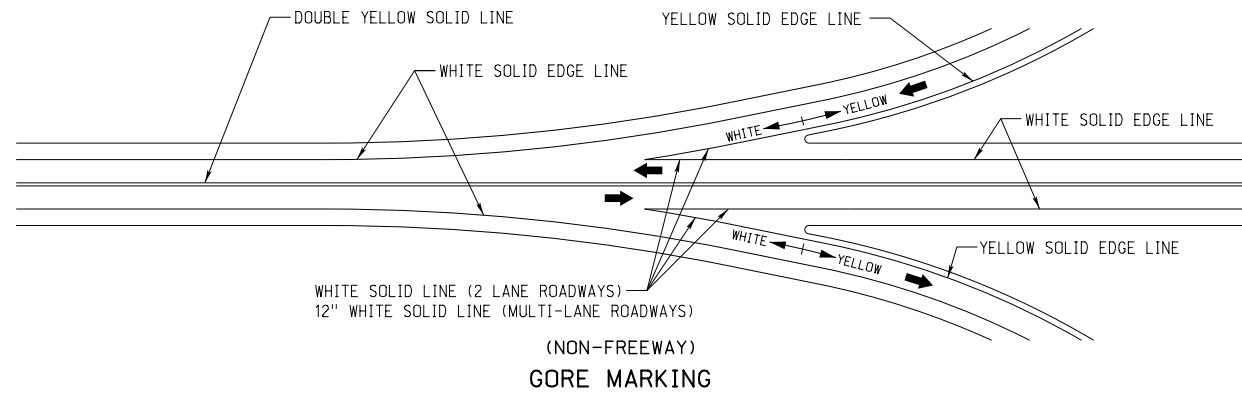 DOUBLE YELLOW SOLID LINE
YELLOW SOLID EDGE LINE
WHITE SOLID EDGE LINE
YELLOW
WHITE
WHITE SOLID EDGE LINE
WHITE
YELLOW
YELLOW SOLID EDGE LINE
WHITE SOLID LINE (2 LANE ROADWAYS)
12" WHITE SOLID LINE (MULTI-LANE ROADWAYS)
(NON-FREEWAY)
GORE MARKING